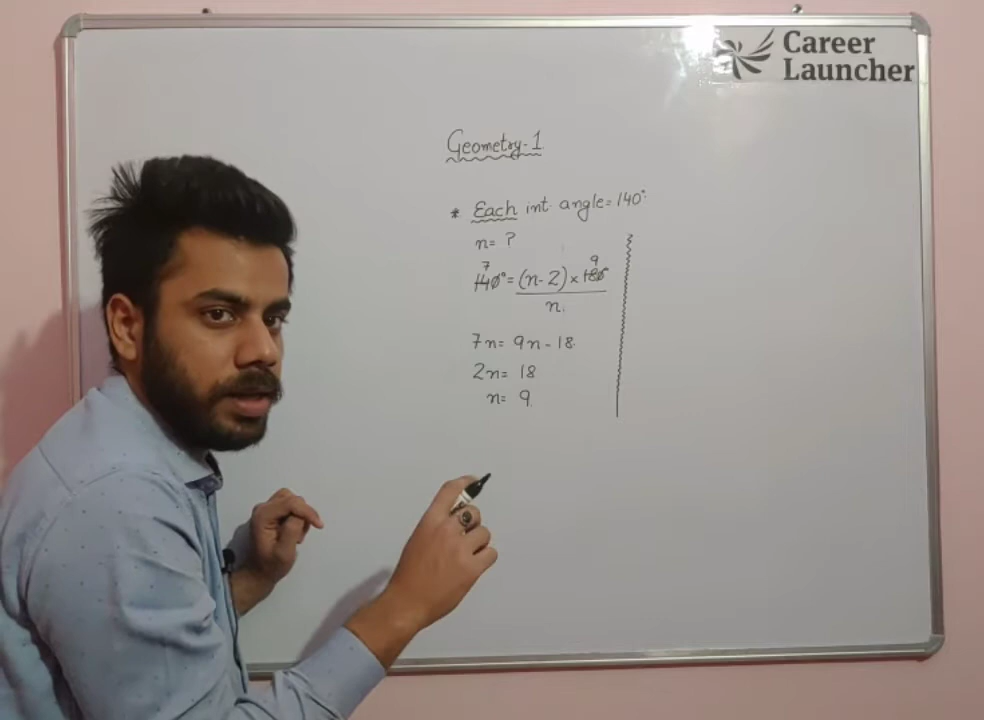 Career
Launcher
Geometry-1
* Each int. angle = 140°
n = ?
7 9
140° = (n-2) × 180°
n
7n = 9n - 18
2n = 18
n = 9